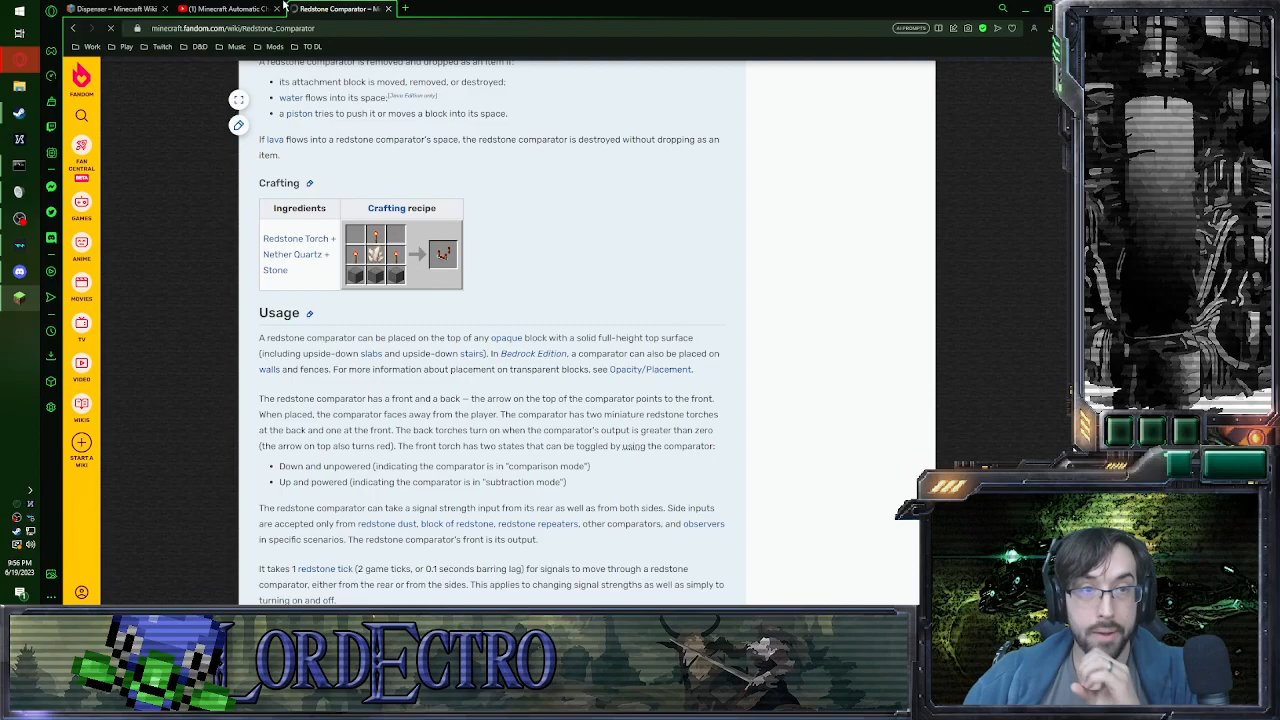 Dispenser – Minecraft Wiki
(1) Minecraft Automatic Ch
Redstone Comparator – M
minecraft.fandom.com/wiki/Redstone_Comparator
AI PROMPTS
Work
Play
Twitch
D&D
Music
Mods
TO DL
FANDOM
FAN CENTRAL
BETA
GAMES
ANIME
MOVIES
TV
VIDEO
WIKIS
START A WIKI
A redstone comparator is removed and dropped as an item if:
• its attachment block is moved, removed, or destroyed;
• water flows into its space;[Java Edition only]
• a piston tries to push it or moves a block into its space.
If lava flows into a redstone comparator's space, the redstone comparator is destroyed without dropping as an
item.
Crafting
Ingredients
Crafting recipe
Redstone Torch +
Nether Quartz +
Stone
Usage
A redstone comparator can be placed on the top of any opaque block with a solid full-height top surface
(including upside-down slabs and upside-down stairs). In Bedrock Edition, a comparator can also be placed on
walls and fences. For more information about placement on transparent blocks, see Opacity/Placement.
The redstone comparator has a front and a back — the arrow on the top of the comparator points to the front.
When placed, the comparator faces away from the player. The comparator has two miniature redstone torches
at the back and one at the front. The back torches turn on when the comparator's output is greater than zero
(the arrow on top also turns red). The front torch has two states that can be toggled by using the comparator:
• Down and unpowered (indicating the comparator is in "comparison mode")
• Up and powered (indicating the comparator is in "subtraction mode")
The redstone comparator can take a signal strength input from its rear as well as from both sides. Side inputs
are accepted only from redstone dust, block of redstone, redstone repeaters, other comparators, and observers
in specific scenarios. The redstone comparator's front is its output.
It takes 1 redstone tick (2 game ticks, or 0.1 seconds barring lag) for signals to move through a redstone
comparator, either from the rear or from the sides. This applies to changing signal strengths as well as simply to
turning on and off.
9:56 PM
6/19/2023
LORDECTRO